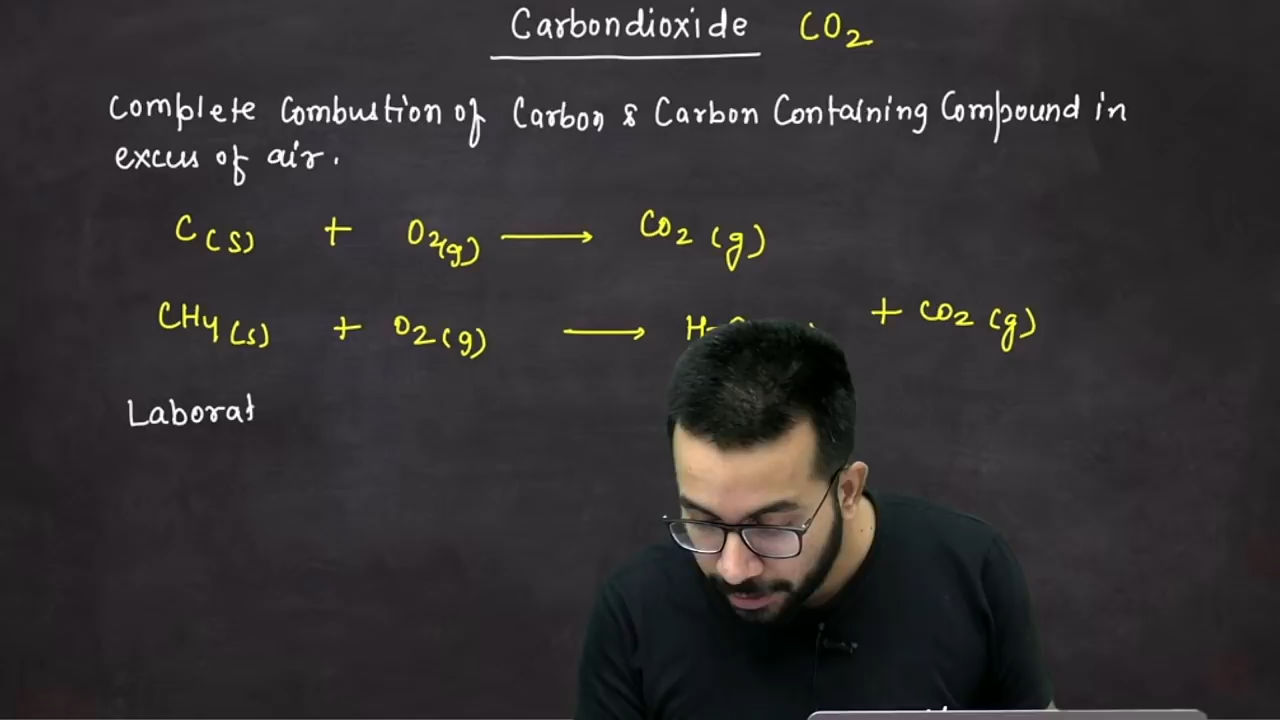 Carbondioxide CO2
Complete Combustion of Carbon & Carbon Containing Compound in
excess of air.
C(s) + O2(g) → CO2 (g)
CH4(s) + O2(g) → + CO2(g)
Laborat